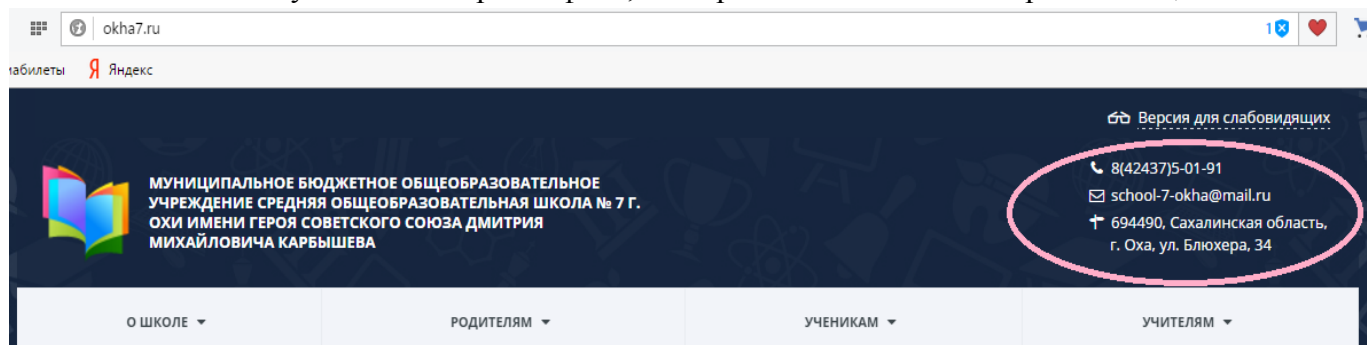 okha7.ru
1
Яндекс
Версия для слабовидящих
МУНИЦИПАЛЬНОЕ БЮДЖЕТНОЕ ОБЩЕОБРАЗОВАТЕЛЬНОЕ
УЧРЕЖДЕНИЕ СРЕДНЯЯ ОБЩЕОБРАЗОВАТЕЛЬНАЯ ШКОЛА № 7 Г.
ОХИ ИМЕНИ ГЕРОЯ СОВЕТСКОГО СОЮЗА ДМИТРИЯ
МИХАЙЛОВИЧА КАРБЫШЕВА
8(42437)5-01-91
school-7-okha@mail.ru
694490, Сахалинская область,
г. Оха, ул. Блюхера, 34
О ШКОЛЕ
РОДИТЕЛЯМ
УЧЕНИКАМ
УЧИТЕЛЯМ